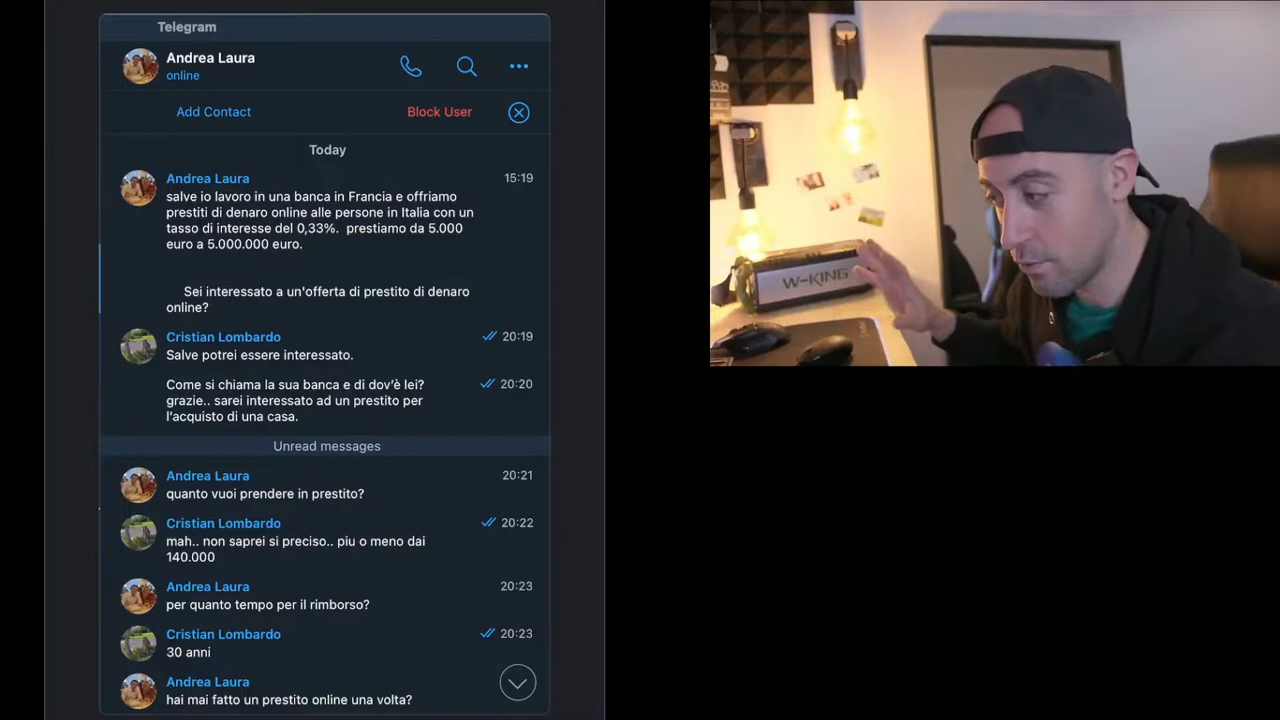 Telegram
Andrea Laura
online
Add Contact
Block User
Today
Andrea Laura
15:19
salve io lavoro in una banca in Francia e offriamo
prestiti di denaro online alle persone in Italia con un
tasso di interesse del 0,33%.  prestiamo da 5.000
euro a 5.000.000 euro.
Sei interessato a un'offerta di prestito di denaro
online?
Cristian Lombardo
20:19
Salve potrei essere interessato.
Come si chiama la sua banca e di dov'è lei?
20:20
grazie.. sarei interessato ad un prestito per
l'acquisto di una casa.
Unread messages
Andrea Laura
20:21
quanto vuoi prendere in prestito?
Cristian Lombardo
20:22
mah.. non saprei si preciso.. piu o meno dai
140.000
Andrea Laura
20:23
per quanto tempo per il rimborso?
Cristian Lombardo
20:23
30 anni
Andrea Laura
hai mai fatto un prestito online una volta?
W-KING